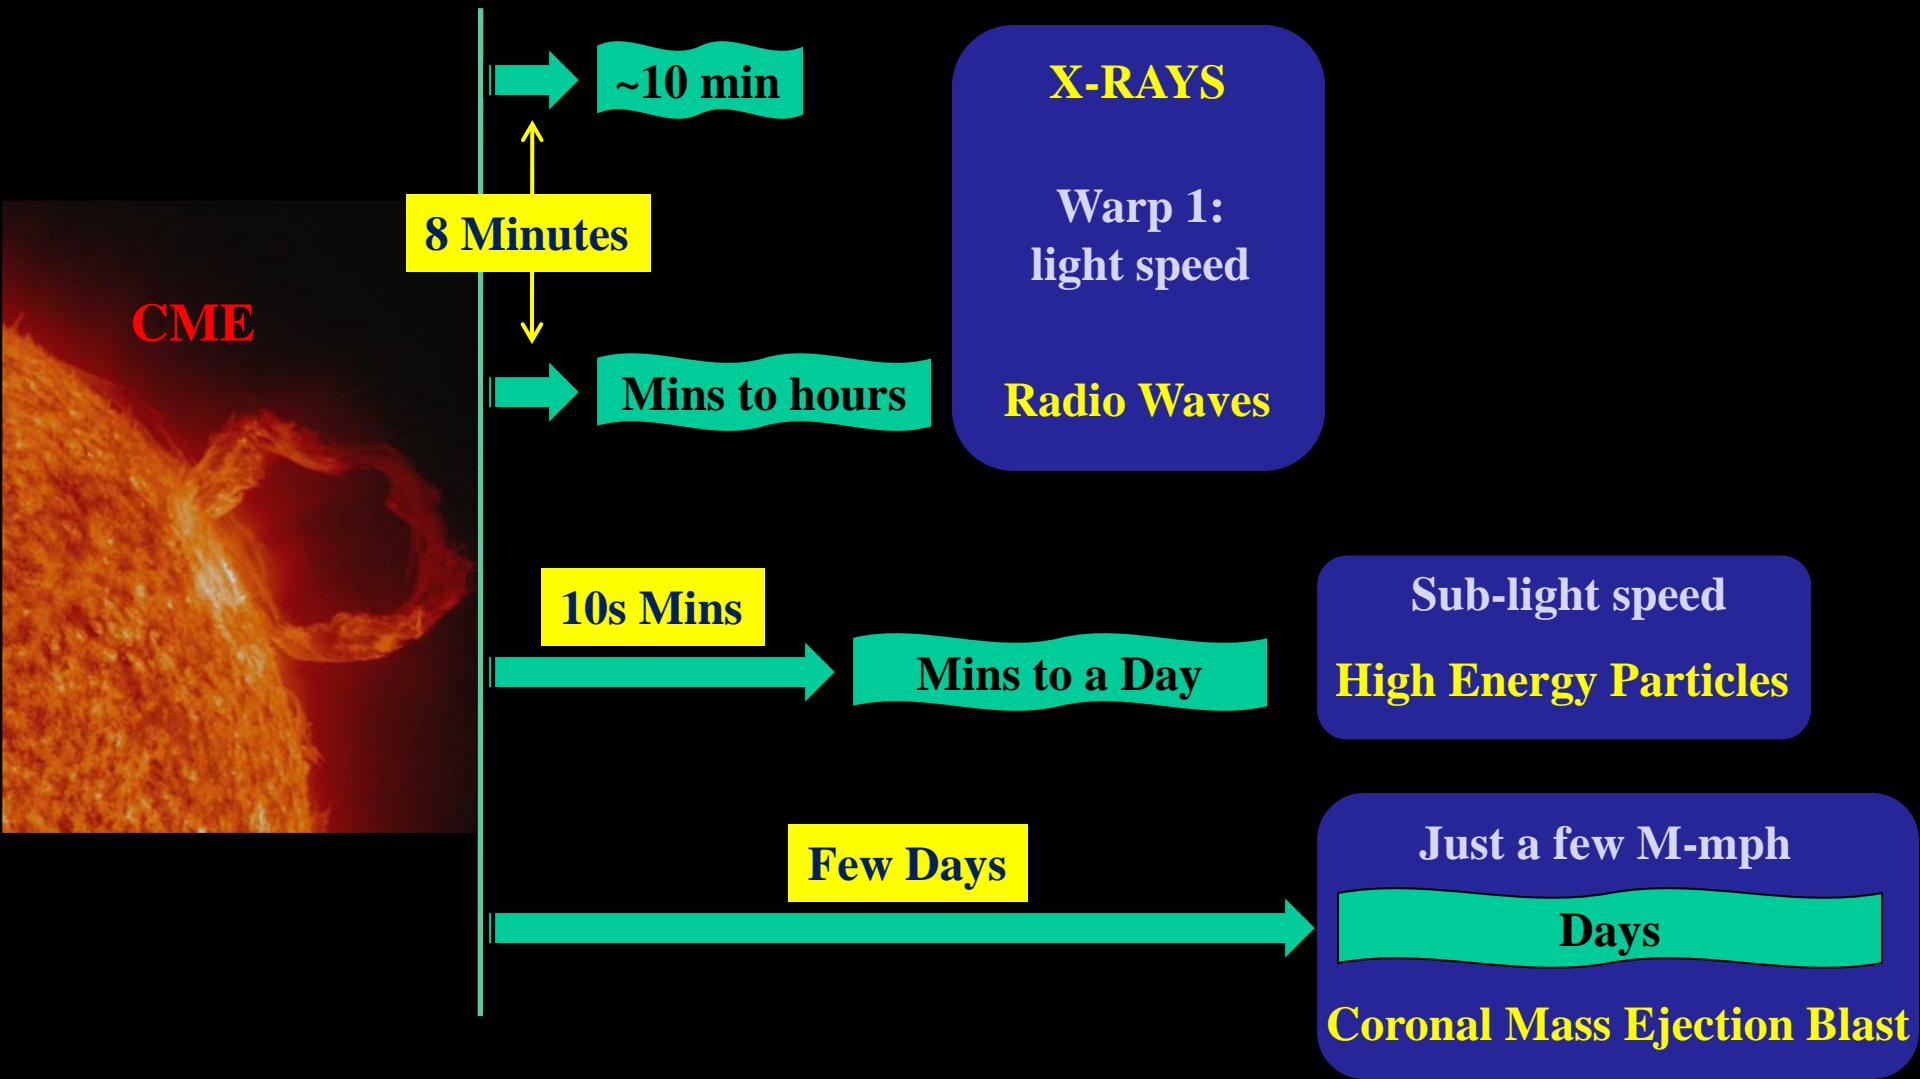 ~10 min
X-RAYS
8 Minutes
Warp 1:
light speed
CME
Mins to hours
Radio Waves
10s Mins
Mins to a Day
Sub-light speed
High Energy Particles
Few Days
Just a few M-mph
Days
Coronal Mass Ejection Blast